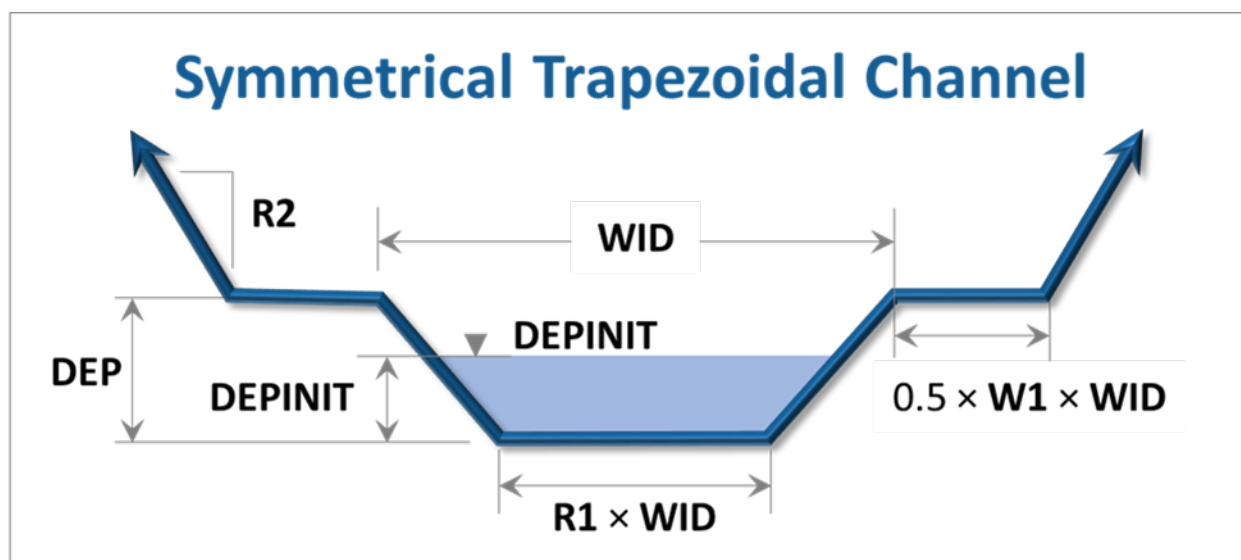 Symmetrical Trapezoidal Channel
R2
WID
DEPINIT
DEP
DEPINIT
0.5 × W1 × WID
R1 × WID